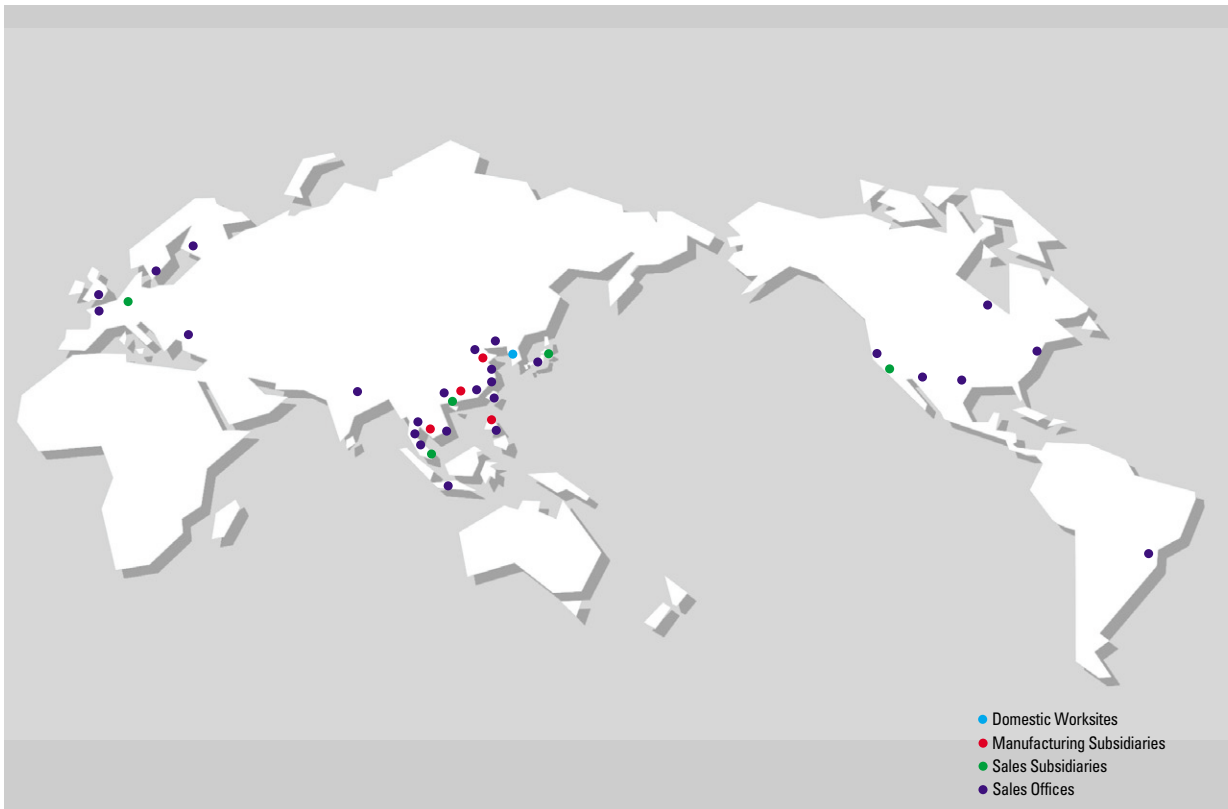 Domestic Worksites
Manufacturing Subsidiaries
Sales Subsidiaries
Sales Offices